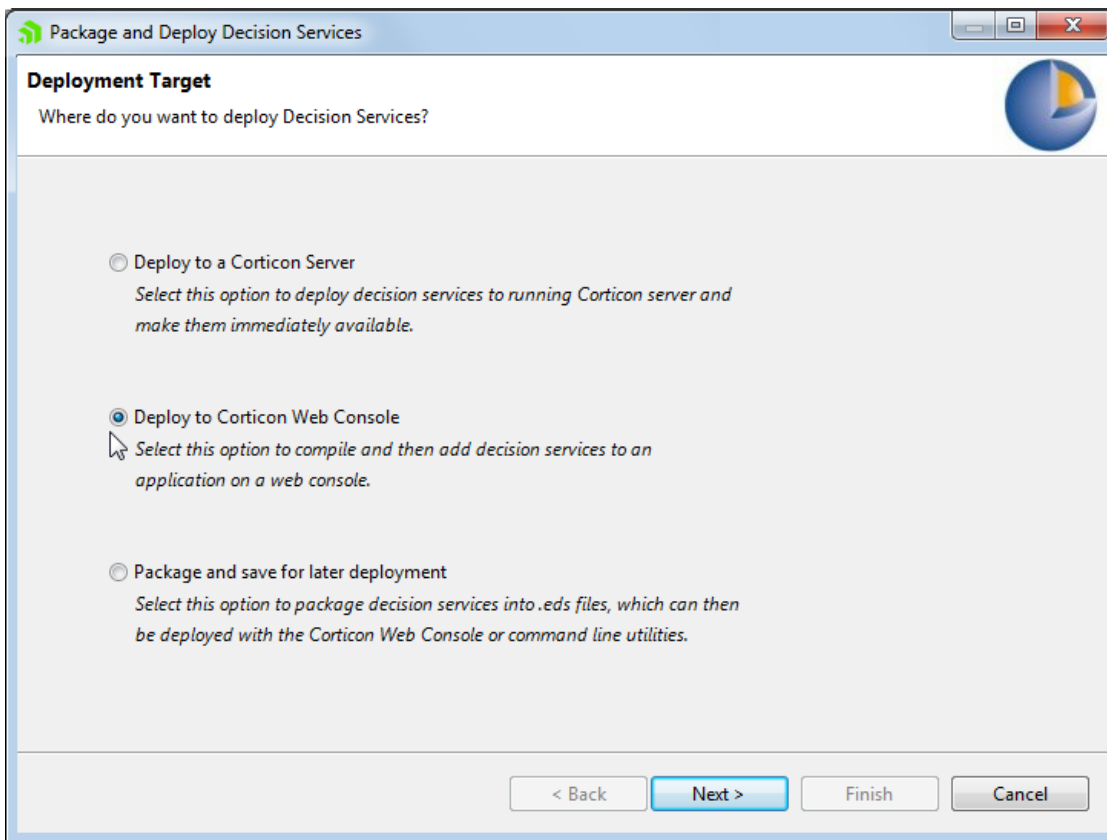 Package and Deploy Decision Services
Deployment Target
Where do you want to deploy Decision Services?
Deploy to a Corticon Server
Select this option to deploy decision services to running Corticon server and
make them immediately available.
Deploy to Corticon Web Console
Select this option to compile and then add decision services to an
application on a web console.
Package and save for later deployment
Select this option to package decision services into .eds files, which can then
be deployed with the Corticon Web Console or command line utilities.
< Back Next > Finish Cancel